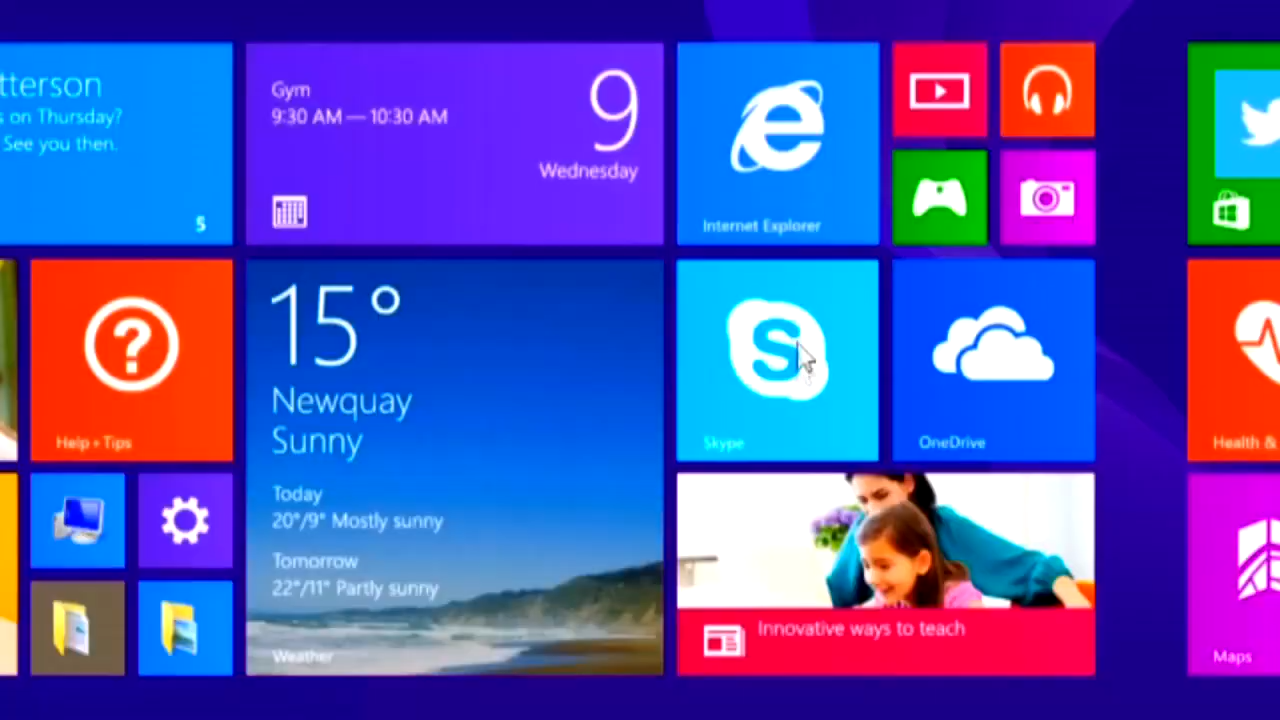 tterson
s on Thursday?
See you then.
5
Gym
9:30 AM — 10:30 AM
9
Wednesday
Internet Explorer
Help + Tips
15°
Newquay
Sunny
Today
20°/9° Mostly sunny
Tomorrow
22°/11° Partly sunny
Weather
Skype
OneDrive
Innovative ways to teach
Health &
Maps